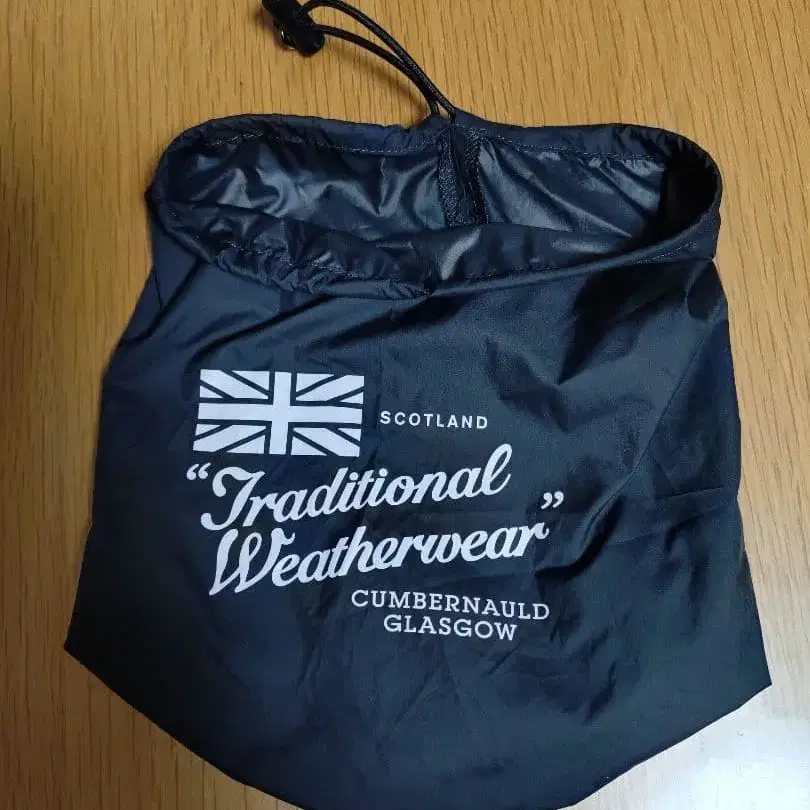 SCOTLAND
“Traditional
Weatherwear”
CUMBERNAULD
GLASGOW